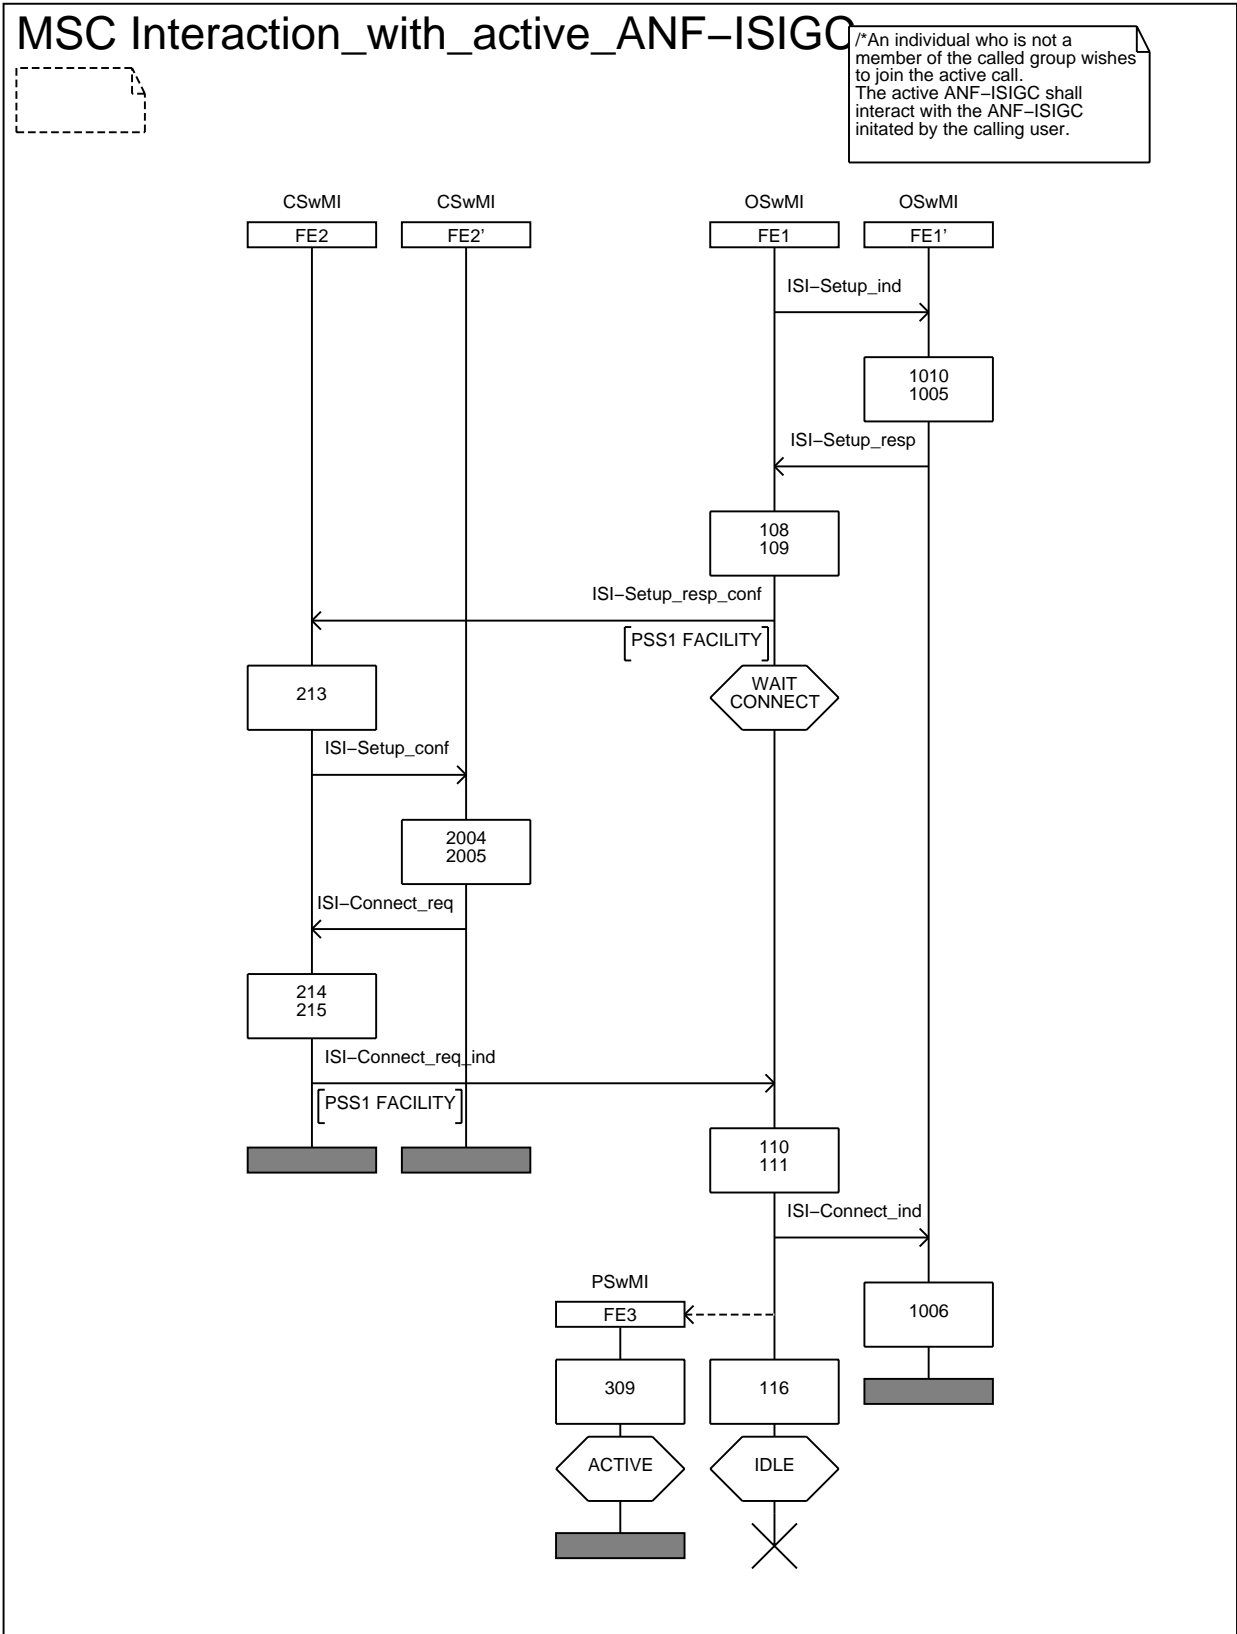 MSC Interaction_with_active_ANF–ISIGC
/*An individual who is not a
member of the called group wishes
to join the active call.
The active ANF–ISIGC shall
interact with the ANF–ISIGC
initated by the calling user.
CSwMI CSwMI OSwMI OSwMI
FE2 FE2' FE1 FE1'
ISI–Setup_ind
1010
1005
ISI–Setup_resp
108
109
ISI–Setup_resp_conf
PSS1 FACILITY
213
WAIT
CONNECT
ISI–Setup_conf
2004
2005
ISI–Connect_req
214
215
ISI–Connect_req_ind
PSS1 FACILITY
110
111
ISI–Connect_ind
PSwMI
FE3
1006
309 116
ACTIVE IDLE